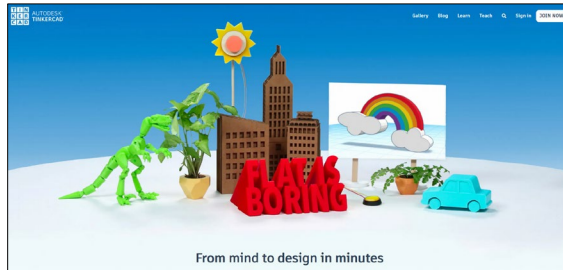 TIN
KER
CAD
AUTODESK
TINKERCAD
Gallery Blog Learn Teach Sign In JOIN NOW
FLAT IS
BORING
From mind to design in minutes